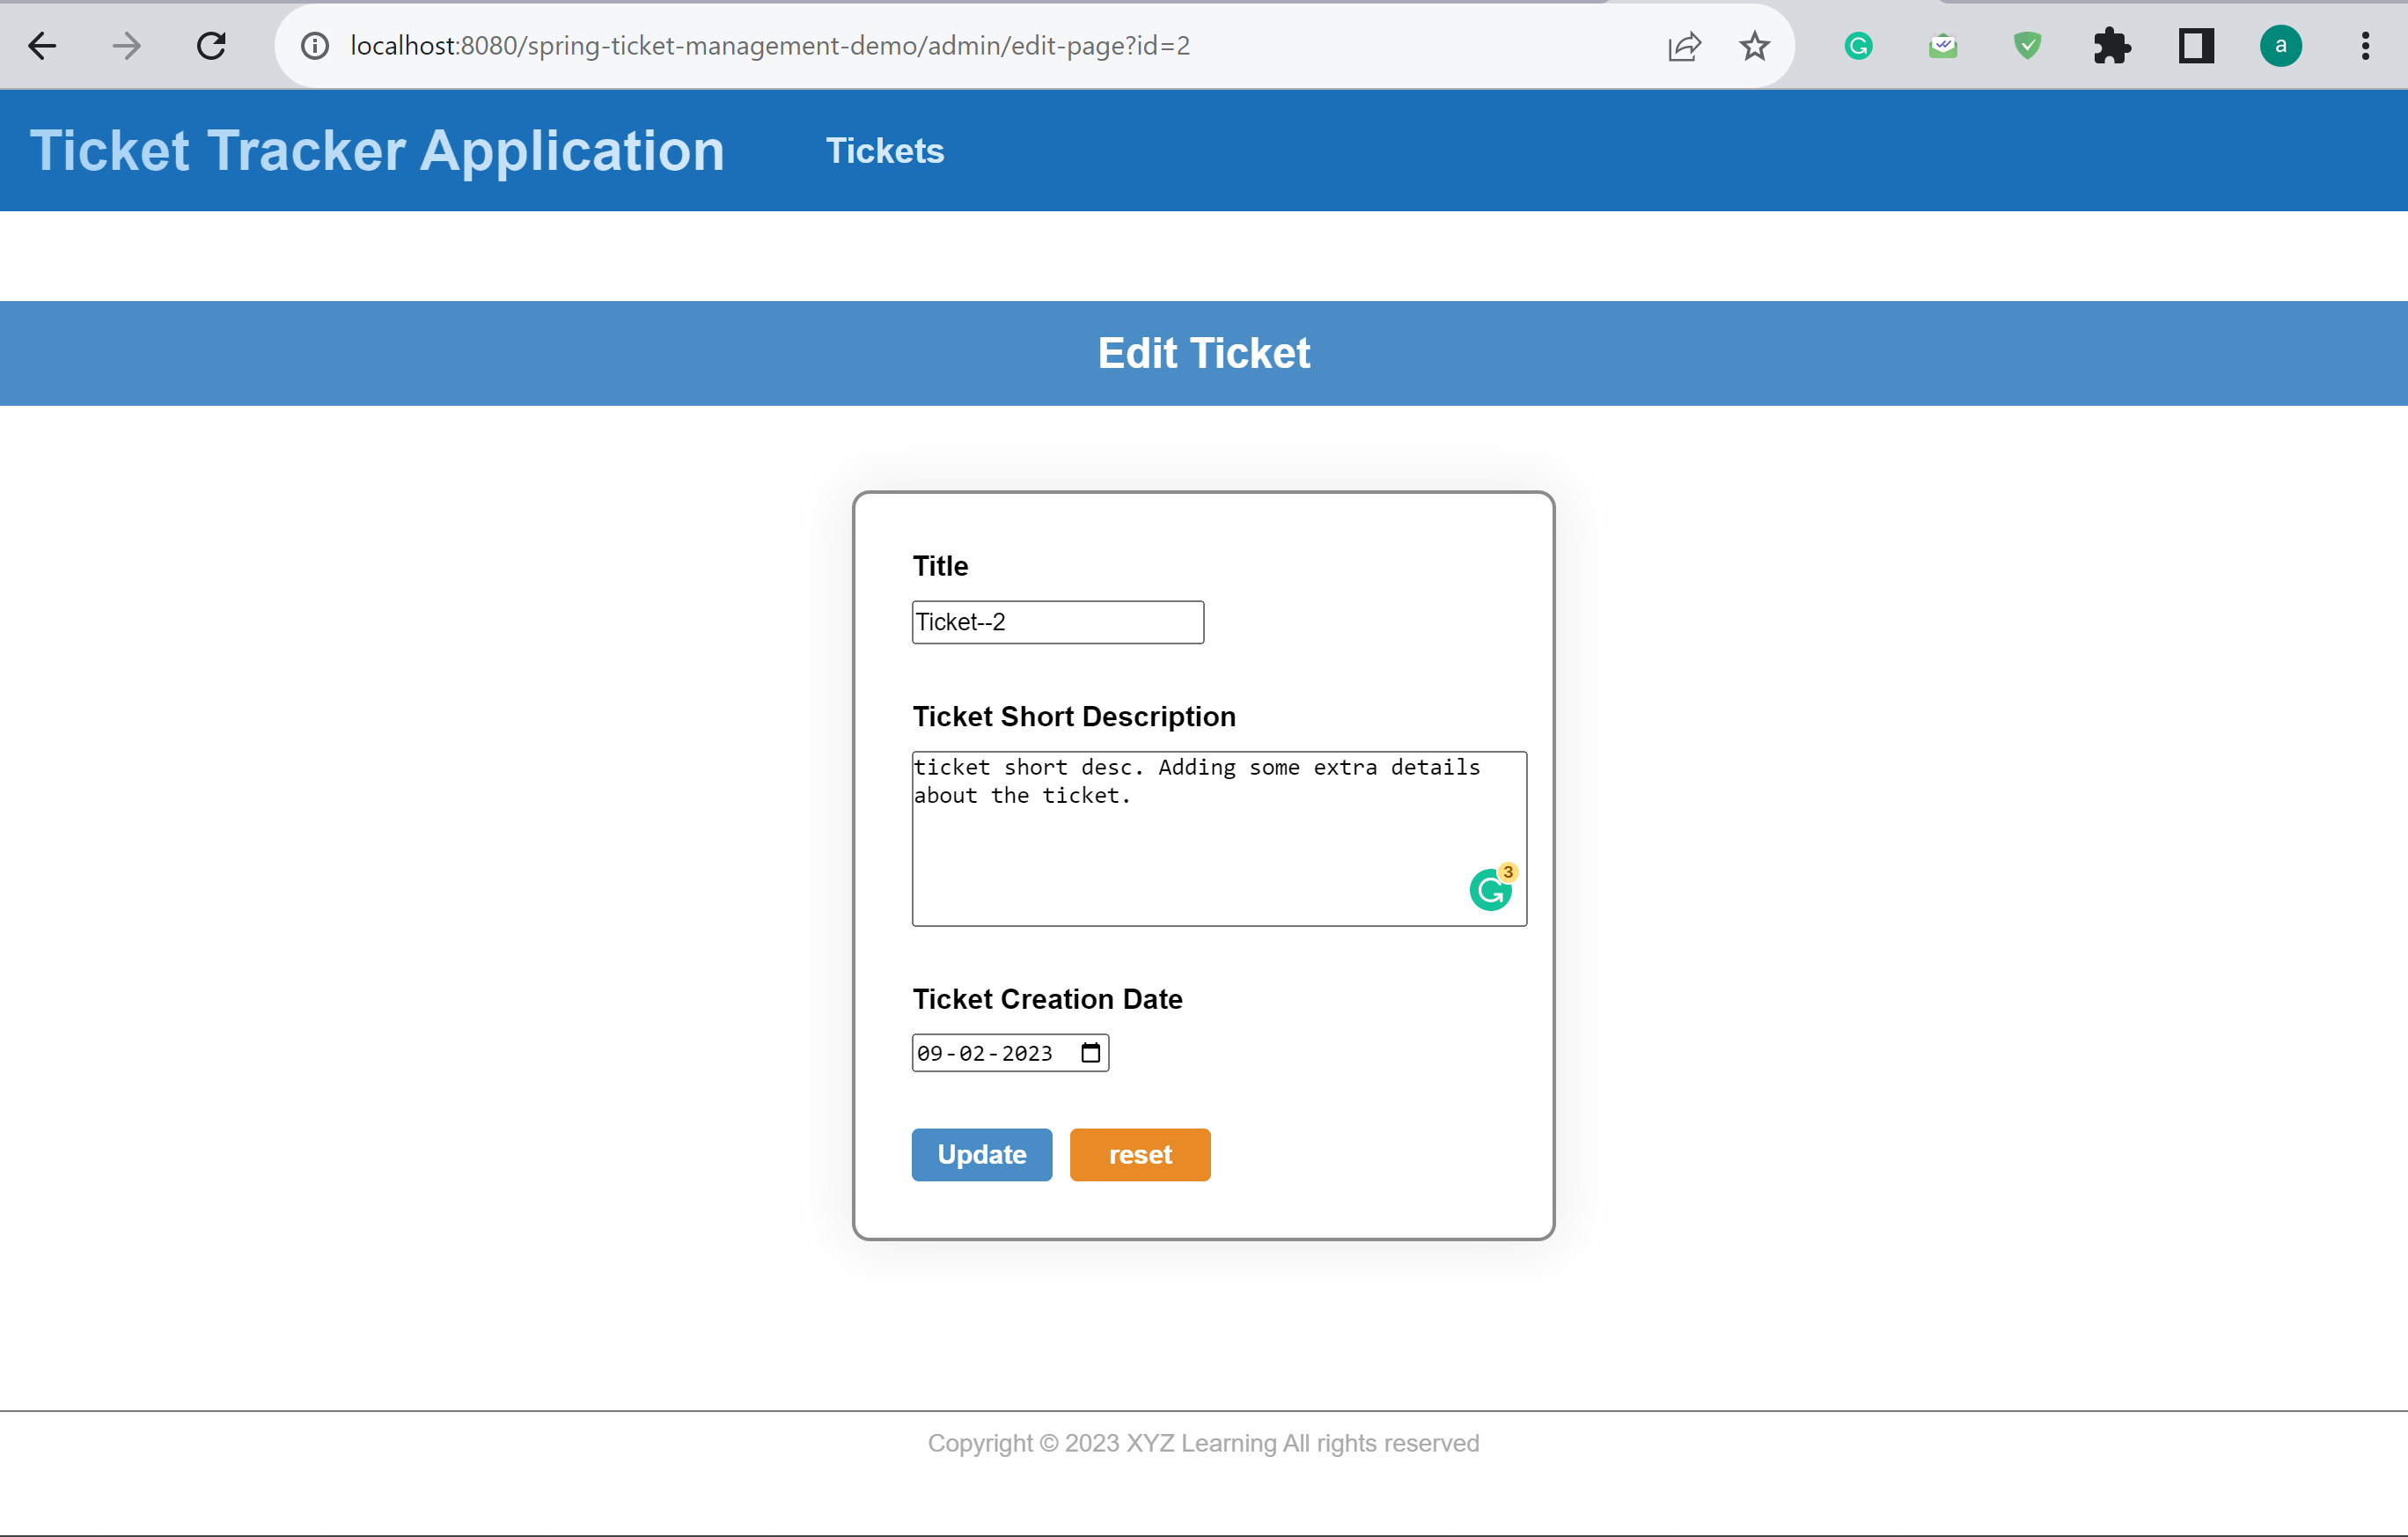 localhost:8080/spring-ticket-management-demo/admin/edit-page?id=2
a
Ticket Tracker Application
Tickets
Edit Ticket
Title
Ticket--2
Ticket Short Description
ticket short desc. Adding some extra details
about the ticket.
3
Ticket Creation Date
09-02-2023
Update
reset
Copyright © 2023 XYZ Learning All rights reserved